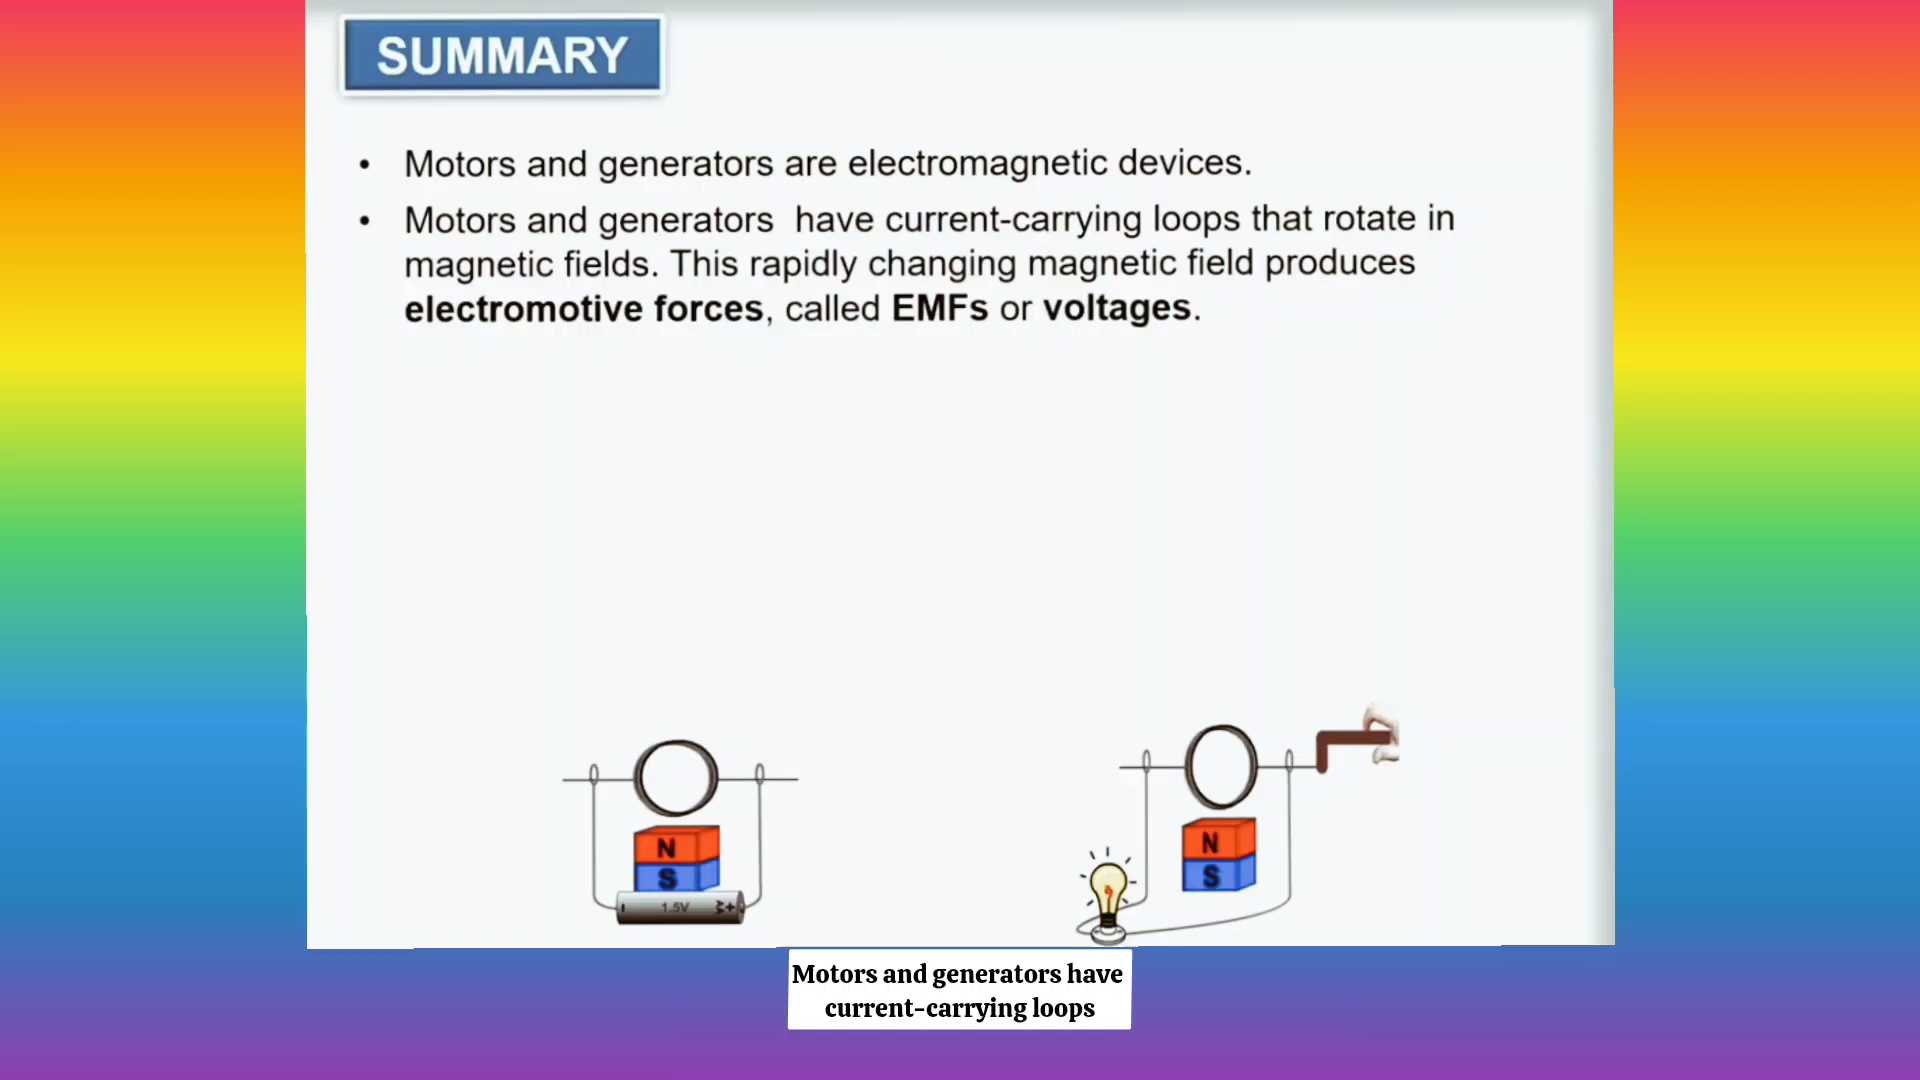 SUMMARY
• Motors and generators are electromagnetic devices.
• Motors and generators have current-carrying loops that rotate in
magnetic fields. This rapidly changing magnetic field produces
electromotive forces, called EMFs or voltages.
N
S
1.5V
+
N
S
Motors and generators have
current-carrying loops